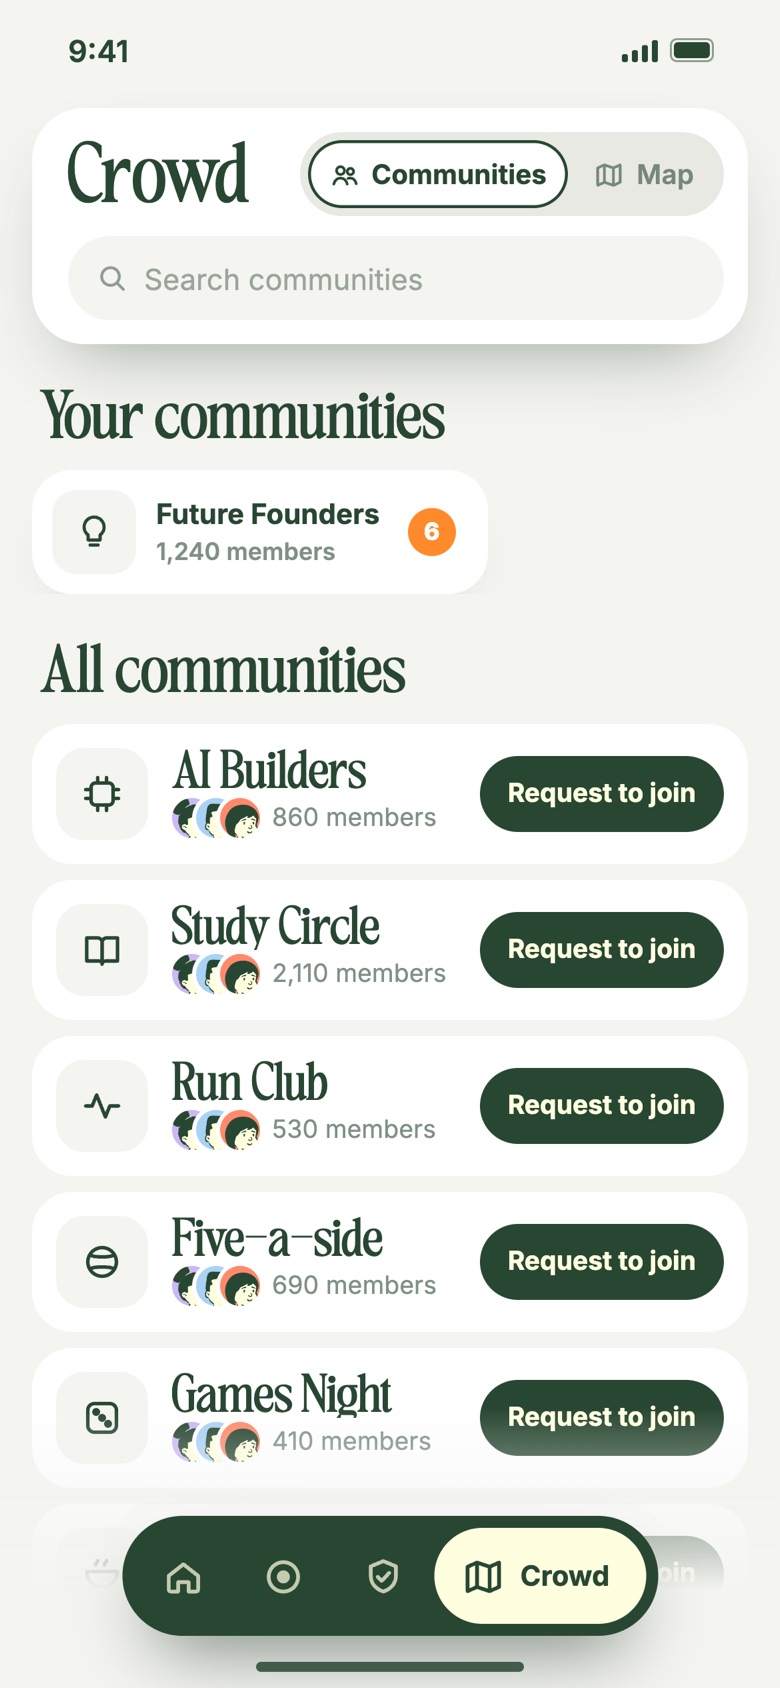 9:41
Crowd
Communities
Map
Search communities
Your communities
Future Founders
6
1,240 members
All communities
AI Builders
860 members
Request to join
Study Circle
2,110 members
Request to join
Run Club
530 members
Request to join
Five-a-side
690 members
Request to join
Games Night
410 members
Request to join
oin
Crowd